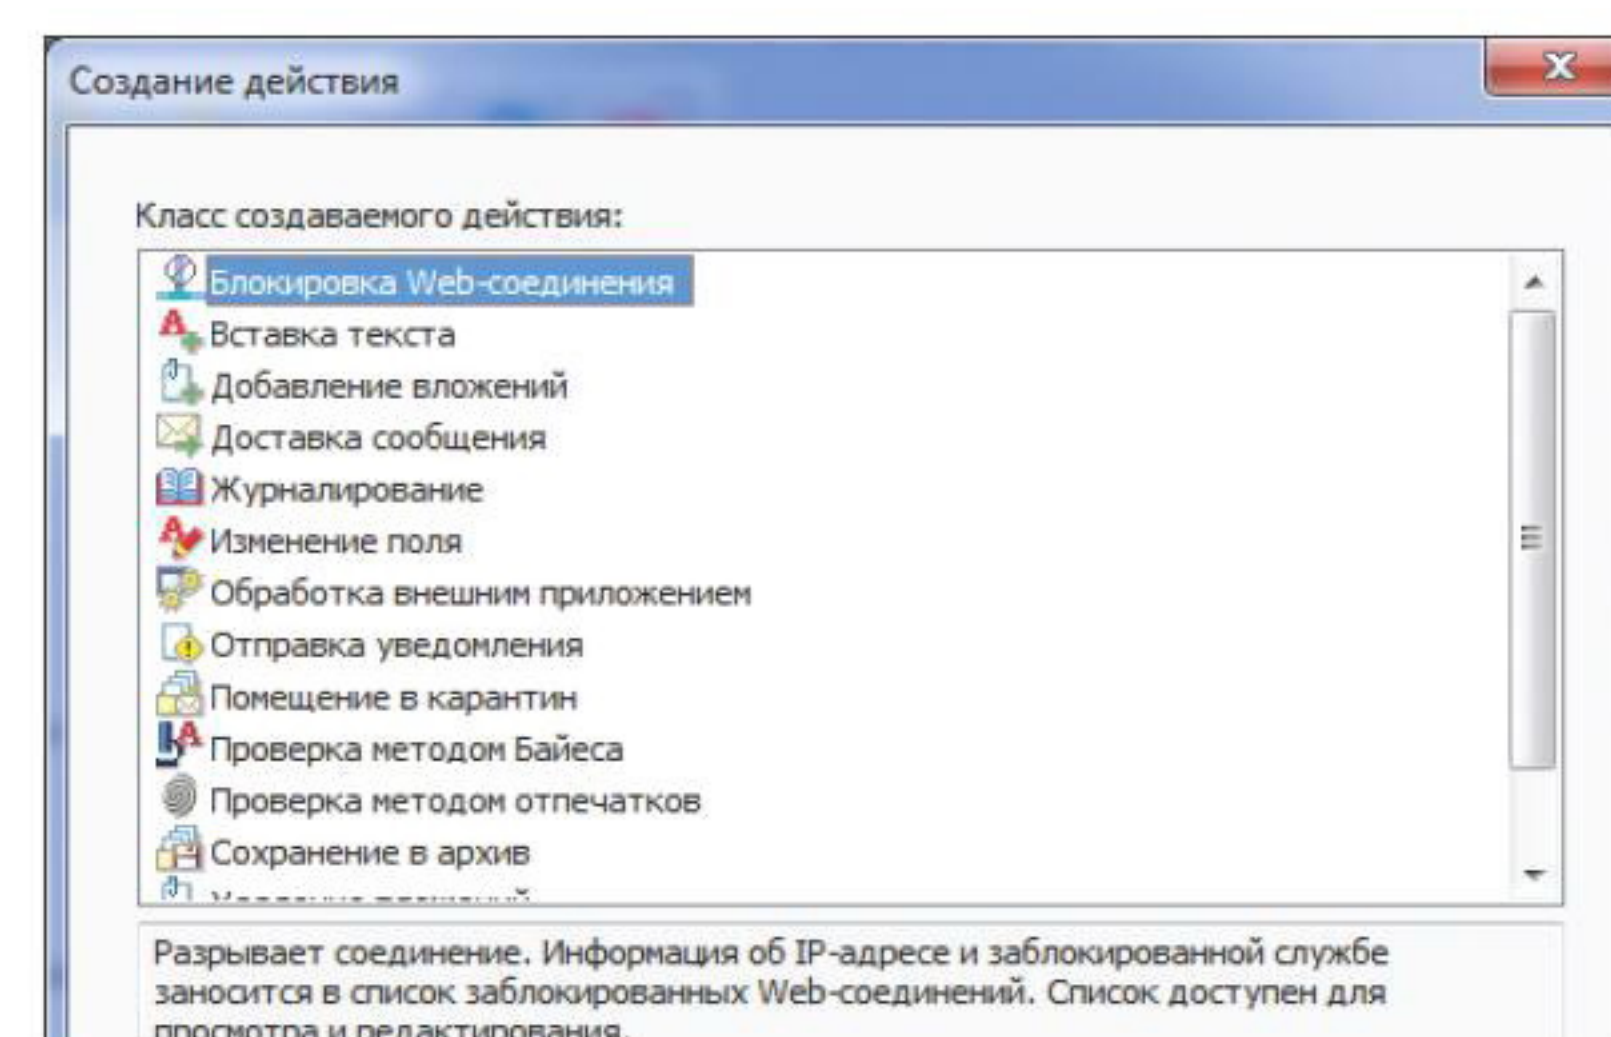 Создание действия
Класс создаваемого действия:
Блокировка Web-соединения
Вставка текста
Добавление вложений
Доставка сообщения
Журналирование
Изменение поля
Обработка внешним приложением
Отправка уведомления
Помещение в карантин
Проверка методом Байеса
Проверка методом отпечатков
Сохранение в архив
Разрывает соединение. Информация об IP-адресе и заблокированной службе
заносится в список заблокированных Web-соединений. Список доступен для
просмотра и редактирования.